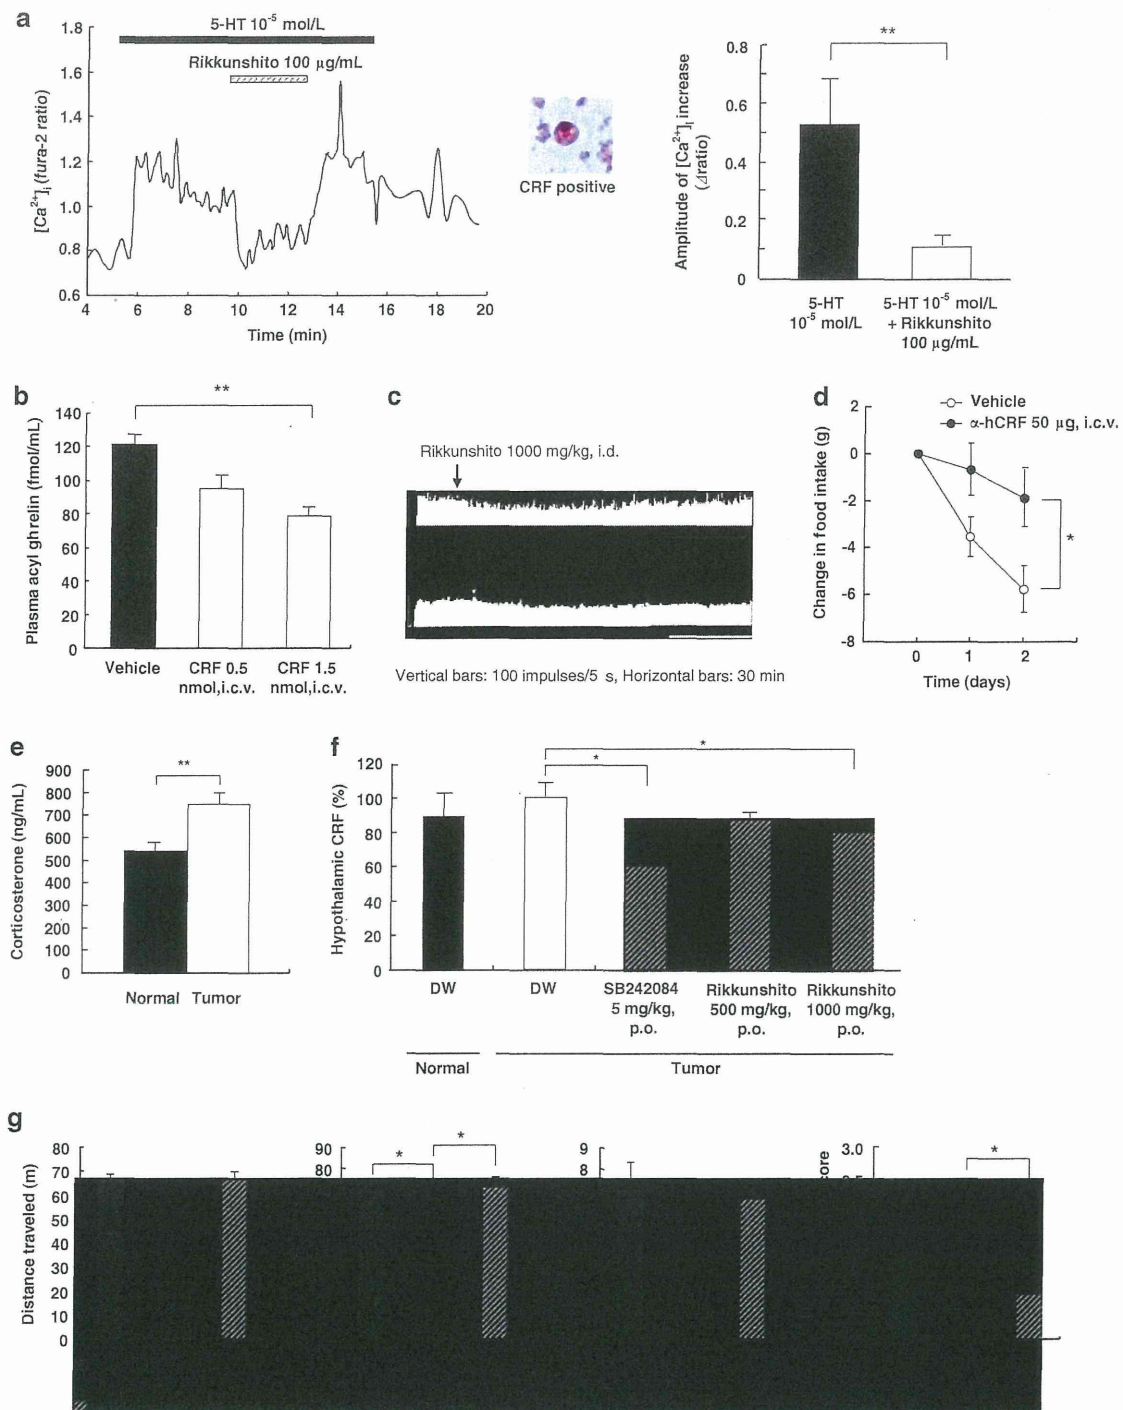 a
5-HT 10⁻⁵ mol/L
Rikkunshito 100 µg/mL
[Ca²⁺]ᵢ (fura-2 ratio)
1.8
1.6
1.4
1.2
1.0
0.8
0.6
4 6 8 10 12 14 16 18 20
Time (min)
CRF positive
Amplitude of [Ca²⁺]ᵢ increase
(Δratio)
0.8
0.6
0.4
0.2
0
**
5-HT
10⁻⁵ mol/L
5-HT 10⁻⁵ mol/L
+ Rikkunshito
100 µg/mL
b
Plasma acyl ghrelin (fmol/mL)
140
120
100
80
60
40
20
0
**
Vehicle
CRF 0.5
nmol,i.c.v.
CRF 1.5
nmol,i.c.v.
c
Rikkunshito 1000 mg/kg, i.d.
Vertical bars: 100 impulses/5 s, Horizontal bars: 30 min
d
Vehicle
α-hCRF 50 µg, i.c.v.
Change in food intake (g)
2
0
-2
-4
-6
-8
*
0 1 2
Time (days)
e
Corticosterone (ng/mL)
900
800
700
600
500
400
300
200
100
0
**
Normal Tumor
f
Hypothalamic CRF (%)
120
100
80
60
40
20
0
*
*
DW
DW
SB242084
5 mg/kg,
p.o.
Rikkunshito
500 mg/kg,
p.o.
Rikkunshito
1000 mg/kg,
p.o.
Normal
Tumor
g
Distance traveled (m)
80
70
60
50
40
30
20
10
0
90
80
*
*
9
8
3.0
*